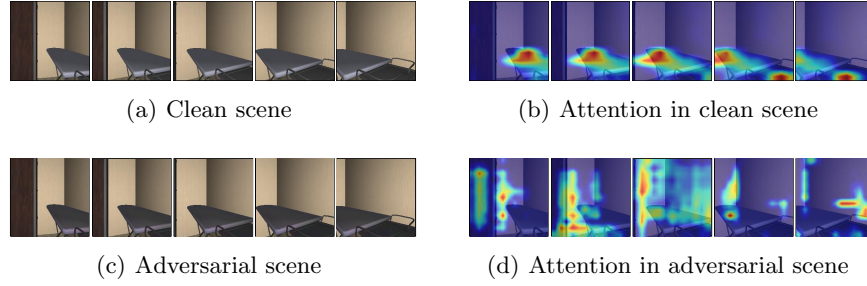 (a) Clean scene
(b) Attention in clean scene
(c) Adversarial scene
(d) Attention in adversarial scene